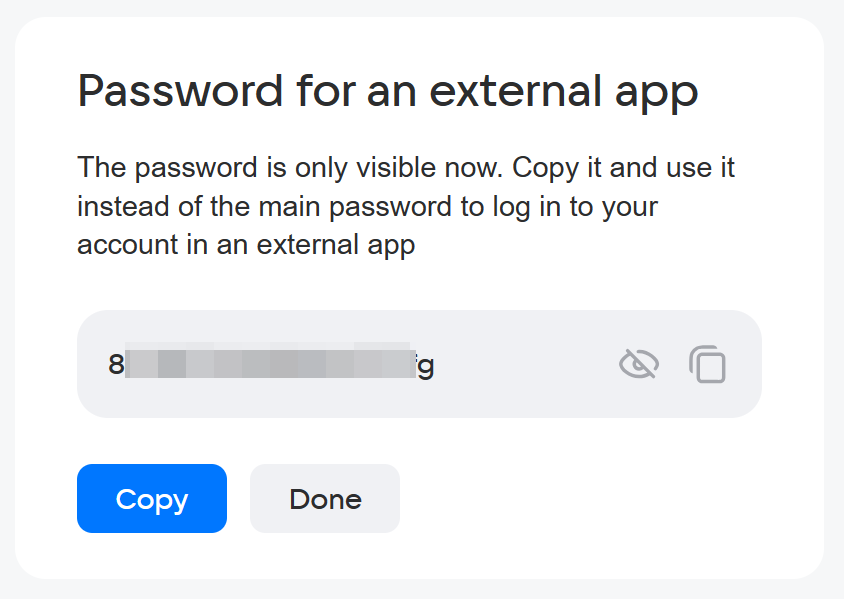 Password for an external app
The password is only visible now. Copy it and use it
instead of the main password to log in to your
account in an external app
8 g
Copy
Done